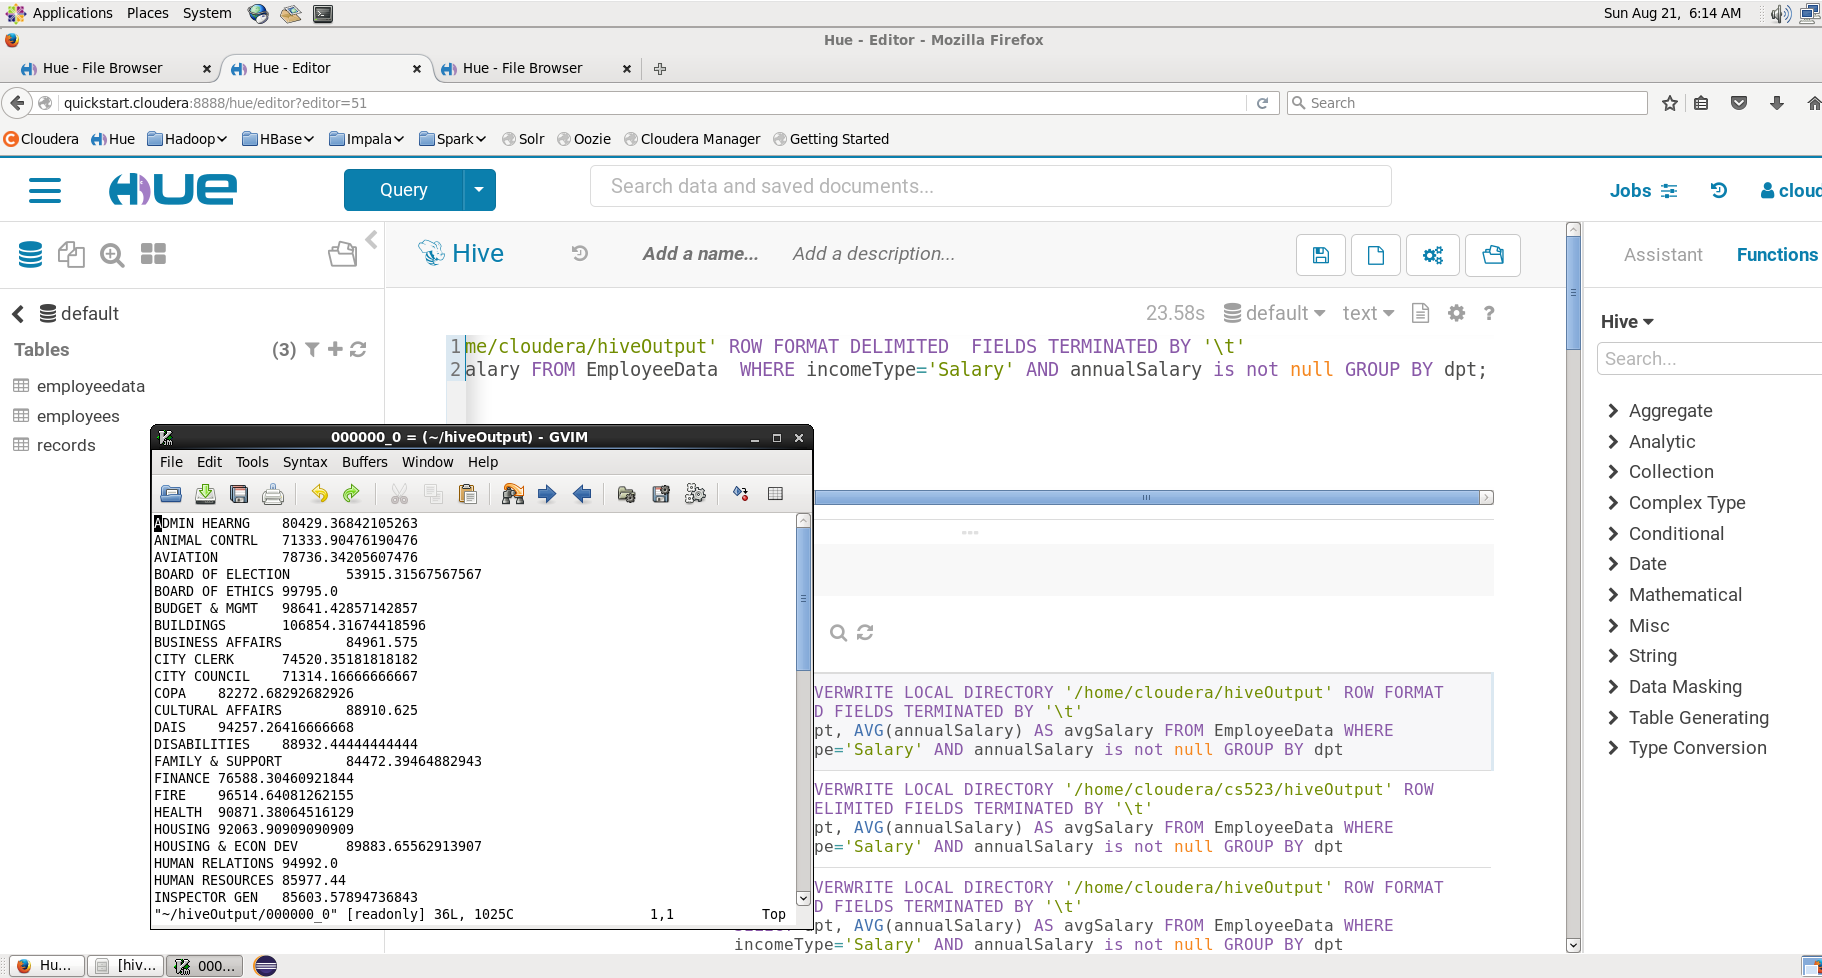 Applications Places System
Sun Aug 21, 6:14 AM
Hue - Editor - Mozilla Firefox
Hue - File Browser
Hue - Editor
Hue - File Browser
quickstart.cloudera:8888/hue/editor?editor=51
Search
Cloudera Hue Hadoop HBase Impala Spark Solr Oozie Cloudera Manager Getting Started
HUE
Query
Search data and saved documents...
Jobs
Hive
Add a name...
Add a description...
Assistant
Functions
default
Tables
(3)
employeedata
employees
records
23.58s default text ?
1 me/cloudera/hiveOutput' ROW FORMAT DELIMITED  FIELDS TERMINATED BY '\t'
2 alary FROM EmployeeData  WHERE incomeType='Salary' AND annualSalary is not null GROUP BY dpt;
Hive
Search...
Aggregate
Analytic
Collection
Complex Type
Conditional
Date
Mathematical
Misc
String
Data Masking
Table Generating
Type Conversion
000000_0 = (~/hiveOutput) - GVIM
File Edit Tools Syntax Buffers Window Help
ADMIN HEARNG 80429.36842105263
ANIMAL CONTRL 71333.90476190476
AVIATION 78736.34205607476
BOARD OF ELECTION 53915.31567567567
BOARD OF ETHICS 99795.0
BUDGET & MGMT 98641.42857142857
BUILDINGS 106854.31674418596
BUSINESS AFFAIRS 84961.575
CITY CLERK 74520.35181818182
CITY COUNCIL 71314.16666666667
COPA 82272.68292682926
CULTURAL AFFAIRS 88910.625
DAIS 94257.26416666668
DISABILITIES 88932.44444444444
FAMILY & SUPPORT 84472.39464882943
FINANCE 76588.30460921844
FIRE 96514.64081262155
HEALTH 90871.38064516129
HOUSING 92063.90909090909
HOUSING & ECON DEV 89883.65562913907
HUMAN RELATIONS 94992.0
HUMAN RESOURCES 85977.44
INSPECTOR GEN 85603.57894736843
"~/hiveOutput/000000_0" [readonly] 36L, 1025C 1,1 Top
VERWRITE LOCAL DIRECTORY '/home/cloudera/hiveOutput' ROW FORMAT
D FIELDS TERMINATED BY '\t'
pt, AVG(annualSalary) AS avgSalary FROM EmployeeData WHERE
pe='Salary' AND annualSalary is not null GROUP BY dpt
VERWRITE LOCAL DIRECTORY '/home/cloudera/cs523/hiveOutput' ROW
ELIMITED FIELDS TERMINATED BY '\t'
pt, AVG(annualSalary) AS avgSalary FROM EmployeeData WHERE
pe='Salary' AND annualSalary is not null GROUP BY dpt
VERWRITE LOCAL DIRECTORY '/home/cloudera/hiveOutput' ROW FORMAT
D FIELDS TERMINATED BY '\t'
pt, AVG(annualSalary) AS avgSalary FROM EmployeeData WHERE
incomeType='Salary' AND annualSalary is not null GROUP BY dpt
Hu...
[hiv...
000...